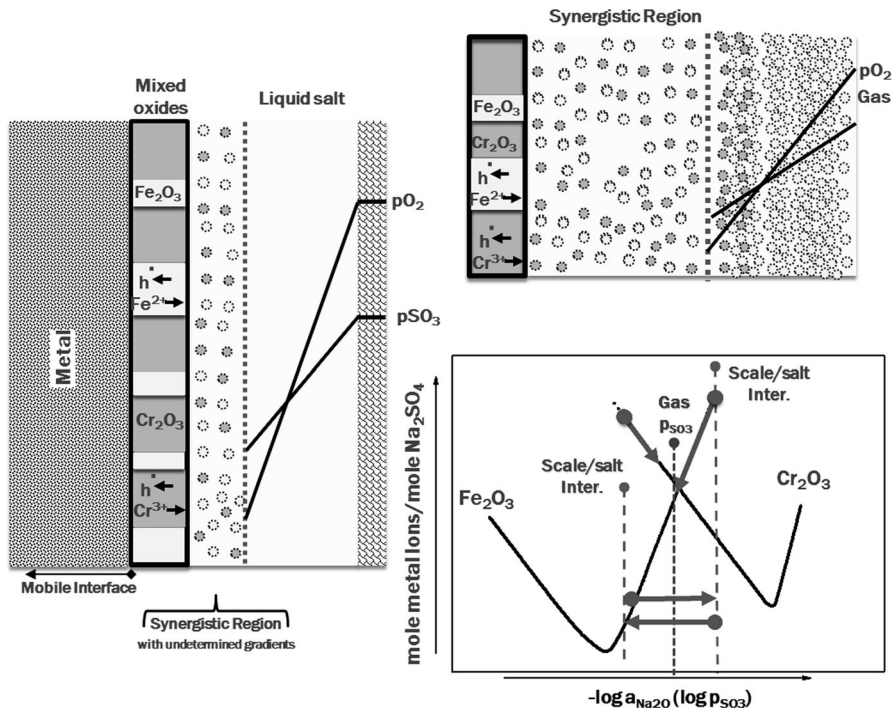 Mixed
oxides
Liquid salt
Metal
Fe₂O₃
h•
Fe²⁺
Cr₂O₃
h•
Cr³⁺
pO₂
pSO₃
Mobile Interface
Synergistic Region
with undetermined gradients
Synergistic Region
Fe₂O₃
Cr₂O₃
h•
Fe²⁺
h•
Cr³⁺
pO₂
Gas
mole metal Ions/mole Na₂SO₄
Scale/salt
Inter.
Gas
pSO3
Scale/salt
Inter.
Fe₂O₃
Cr₂O₃
-log aNa2O (log pSO3)